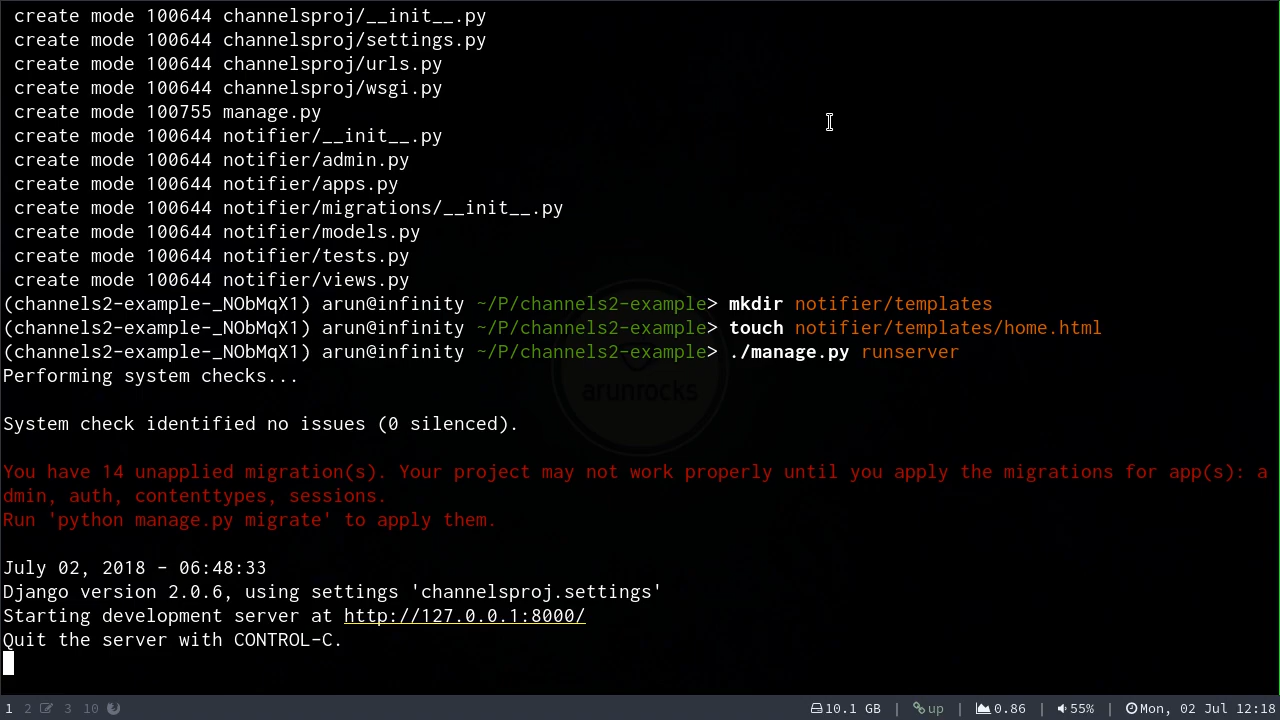 create mode 100644 channelsproj/__init__.py
create mode 100644 channelsproj/settings.py
create mode 100644 channelsproj/urls.py
create mode 100644 channelsproj/wsgi.py
create mode 100755 manage.py
create mode 100644 notifier/__init__.py
create mode 100644 notifier/admin.py
create mode 100644 notifier/apps.py
create mode 100644 notifier/migrations/__init__.py
create mode 100644 notifier/models.py
create mode 100644 notifier/tests.py
create mode 100644 notifier/views.py
(channels2-example-_NObMqX1) arun@infinity ~/P/channels2-example> mkdir notifier/templates
(channels2-example-_NObMqX1) arun@infinity ~/P/channels2-example> touch notifier/templates/home.html
(channels2-example-_NObMqX1) arun@infinity ~/P/channels2-example> ./manage.py runserver
Performing system checks...
arunrocks
System check identified no issues (0 silenced).
You have 14 unapplied migration(s). Your project may not work properly until you apply the migrations for app(s): a
dmin, auth, contenttypes, sessions.
Run 'python manage.py migrate' to apply them.
July 02, 2018 - 06:48:33
Django version 2.0.6, using settings 'channelsproj.settings'
Starting development server at http://127.0.0.1:8000/
Quit the server with CONTROL-C.
1 2 3 10 10.1 GB | up | 0.86 | 55% | Mon, 02 Jul 12:18